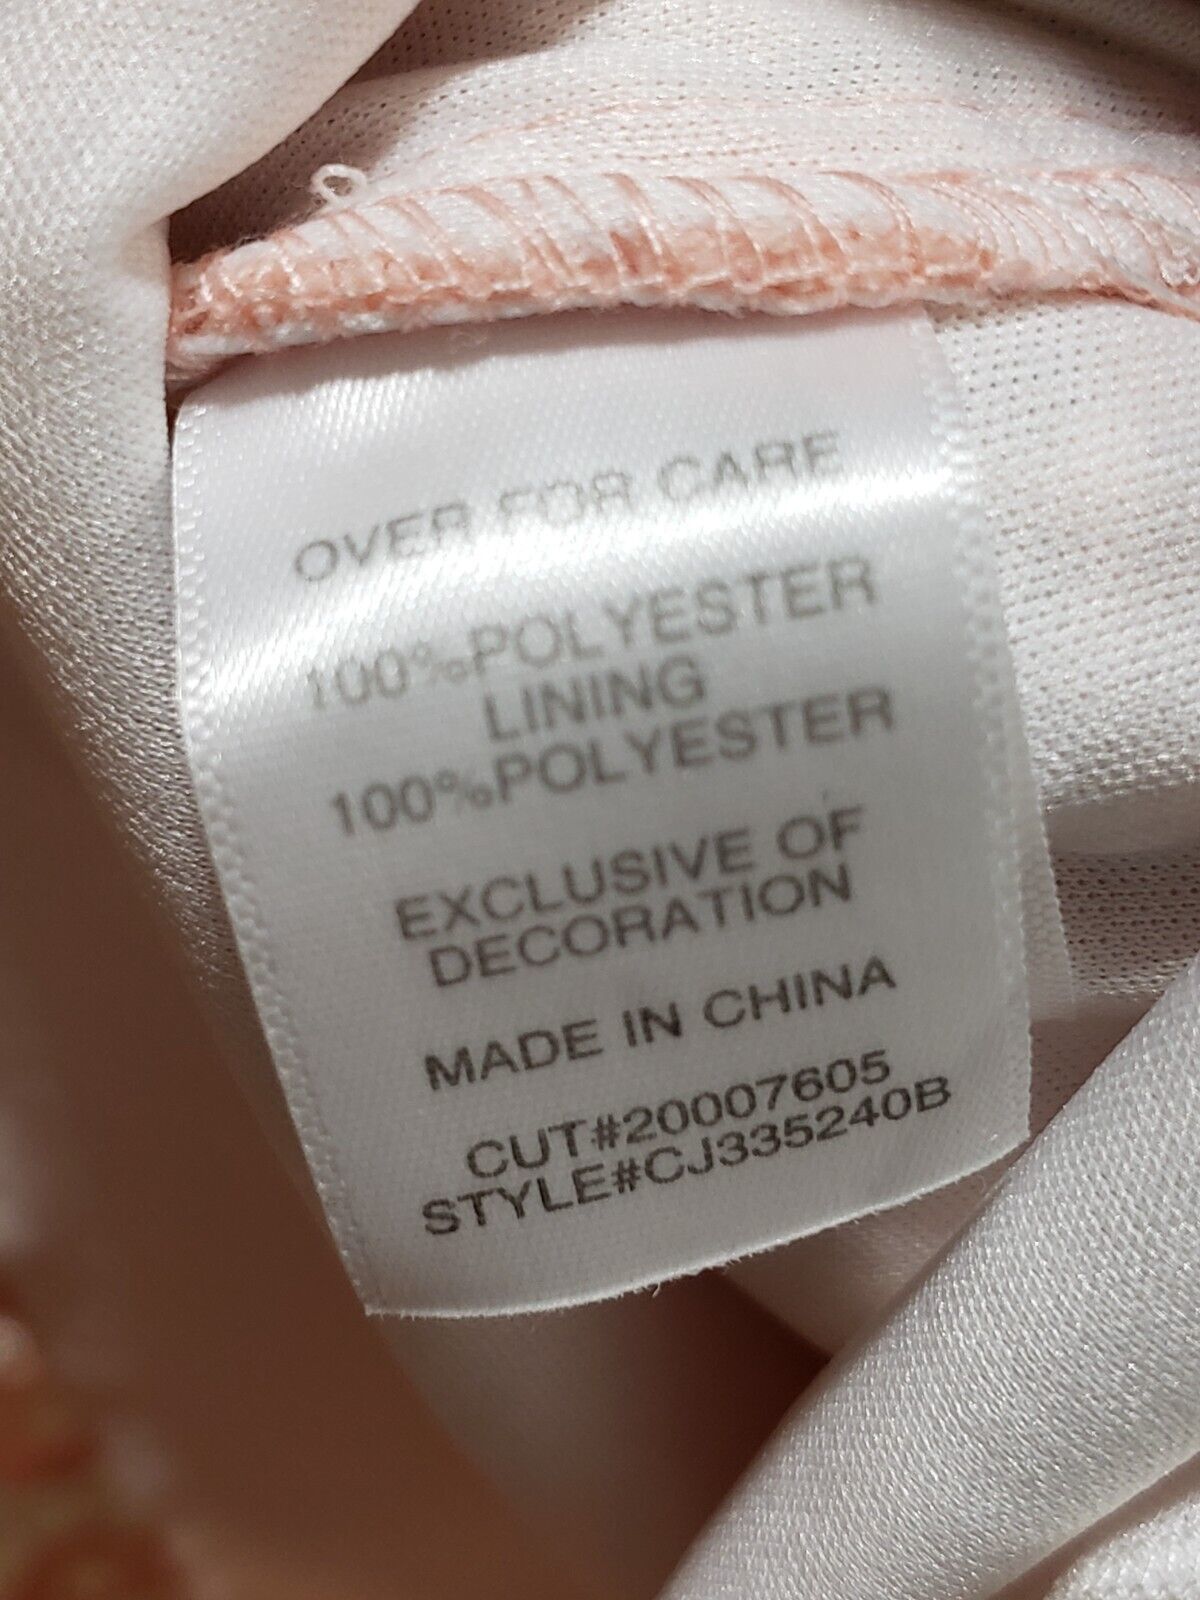 OVER FOR CARE
100%POLYESTER
LINING
100%POLYESTER
EXCLUSIVE OF
DECORATION
MADE IN CHINA
CUT#20007605
STYLE#CJ335240B